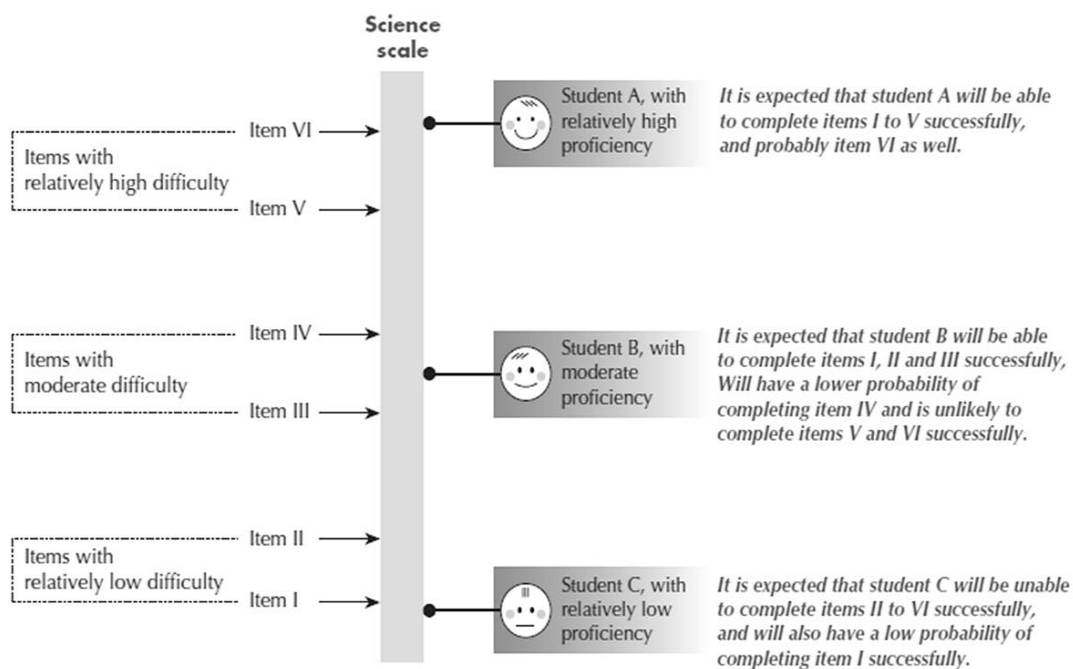 Science
scale
Item VI
Items with
relatively high difficulty
Item V
Student A, with
relatively high
proficiency
It is expected that student A will be able
to complete items I to V successfully,
and probably item VI as well.
Item IV
Items with
moderate difficulty
Item III
Student B, with
moderate
proficiency
It is expected that student B will be able
to complete items I, II and III successfully,
Will have a lower probability of
completing item IV and is unlikely to
complete items V and VI successfully.
Item II
Items with
relatively low difficulty
Item I
Student C, with
relatively low
proficiency
It is expected that student C will be unable
to complete items II to VI successfully,
and will also have a low probability of
completing item I successfully.